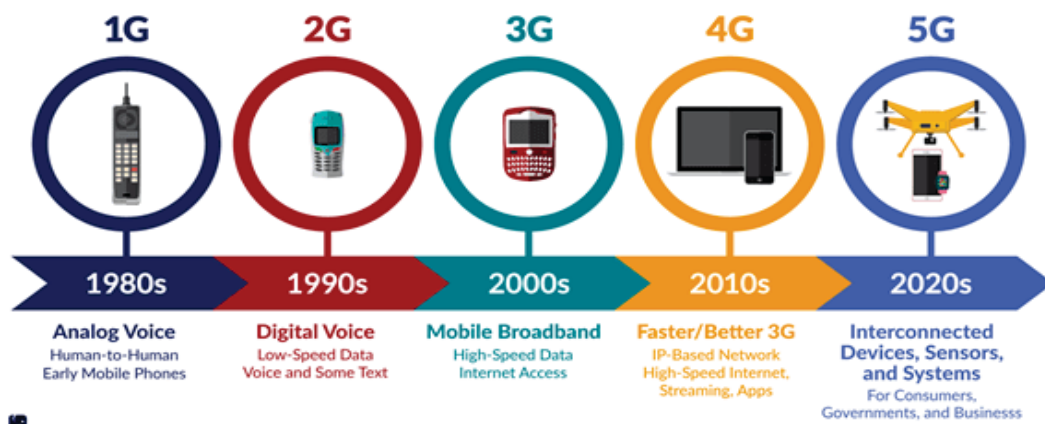 1G
2G
3G
4G
5G
1980s
1990s
2000s
2010s
2020s
Analog Voice
Human-to-Human
Early Mobile Phones
Digital Voice
Low-Speed Data
Voice and Some Text
Mobile Broadband
High-Speed Data
Internet Access
Faster/Better 3G
IP-Based Network
High-Speed Internet,
Streaming, Apps
Interconnected
Devices, Sensors,
and Systems
For Consumers,
Governments, and Businesss